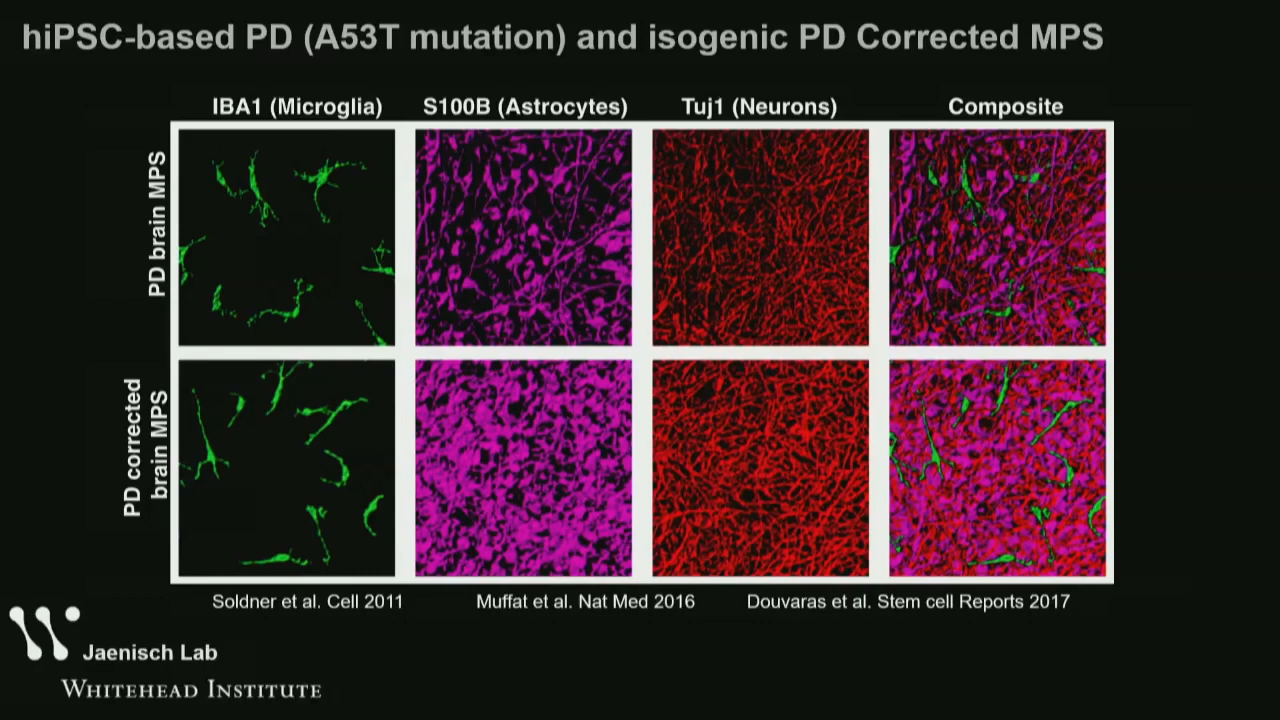 hiPSC-based PD (A53T mutation) and isogenic PD Corrected MPS
IBA1 (Microglia) S100B (Astrocytes) Tuj1 (Neurons) Composite
PD brain MPS
PD corrected
brain MPS
Soldner et al. Cell 2011 Muffat et al. Nat Med 2016 Douvaras et al. Stem cell Reports 2017
Jaenisch Lab
WHITEHEAD INSTITUTE